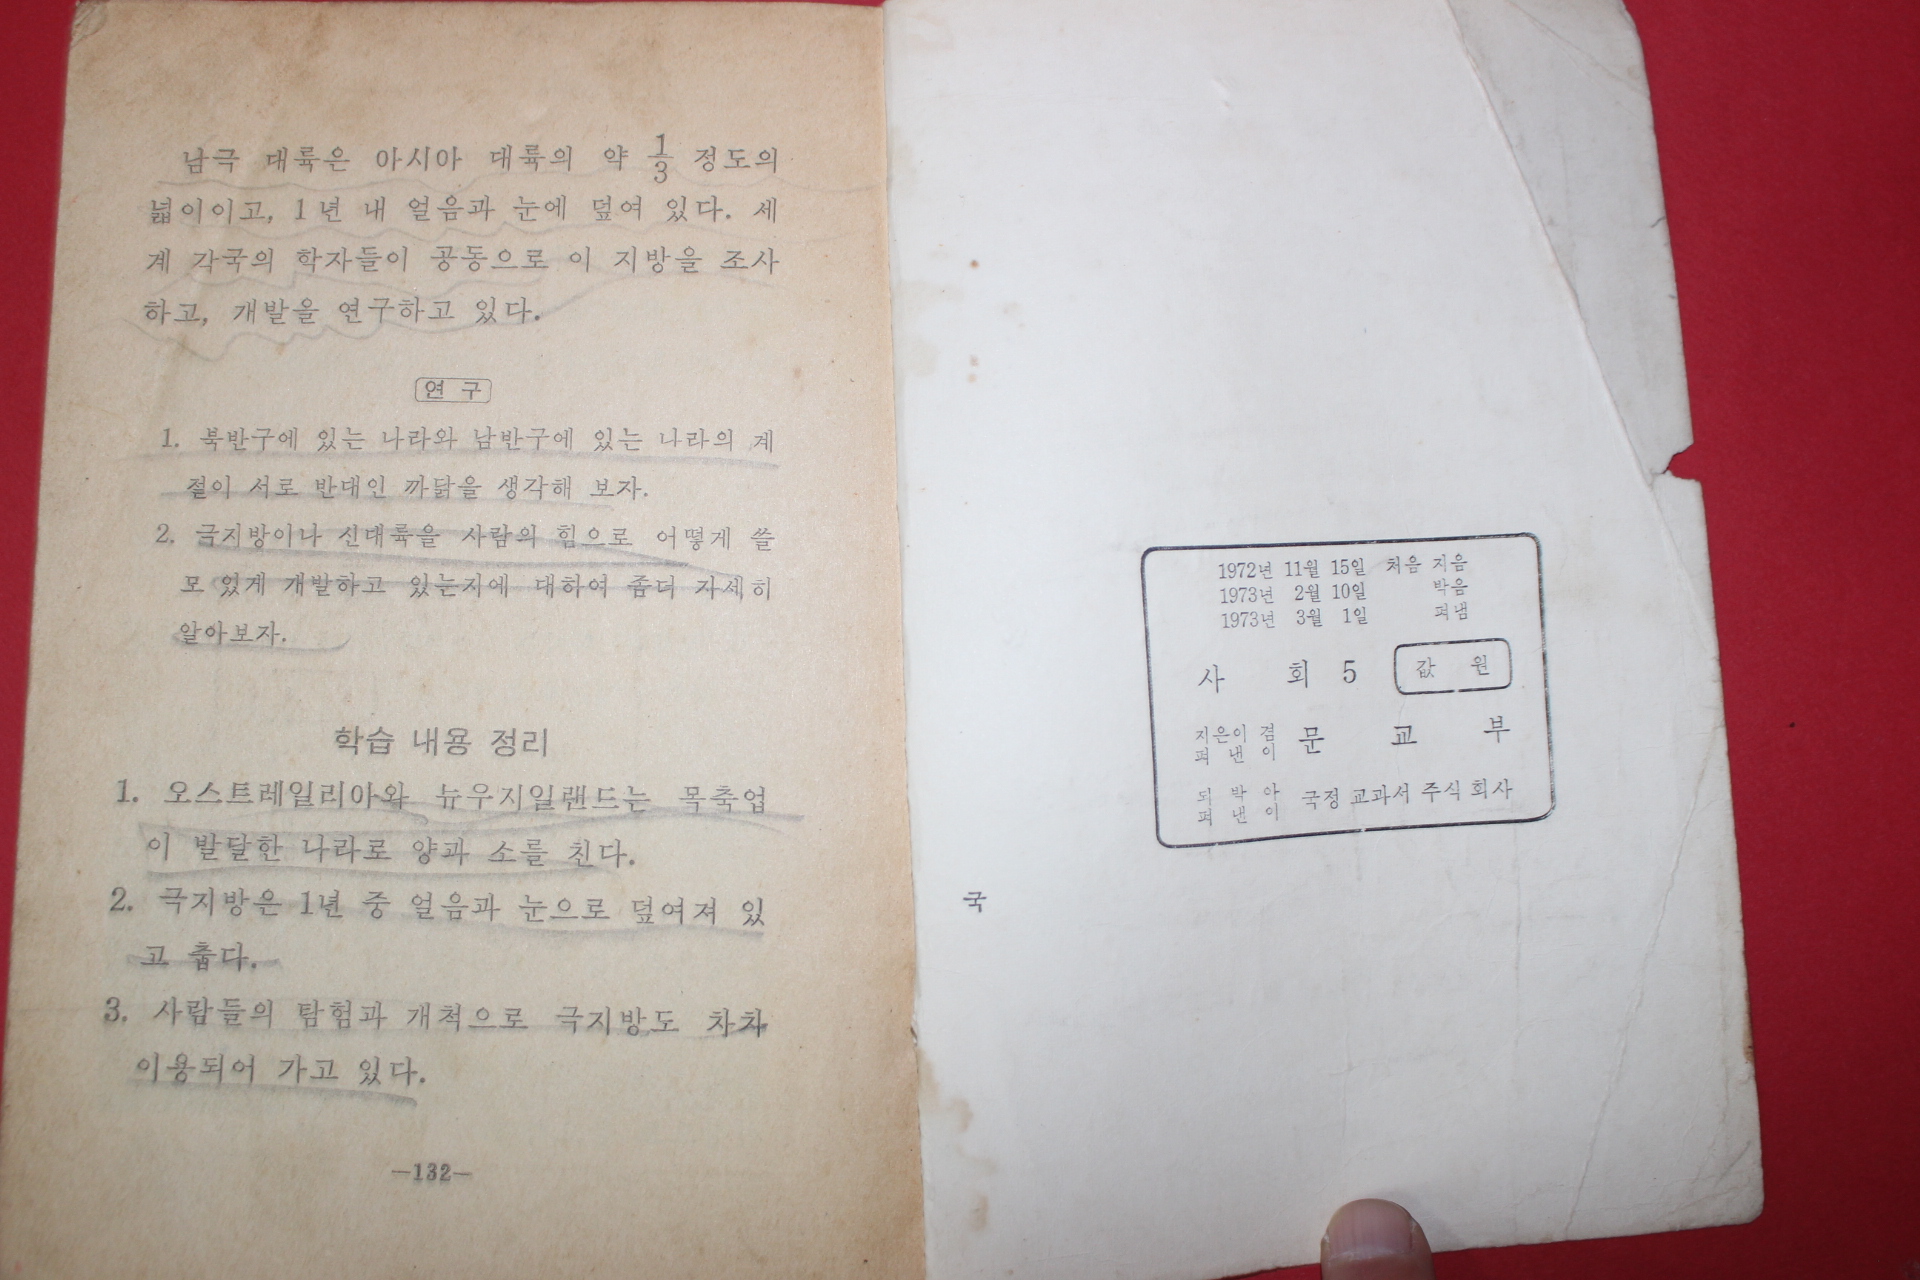 남극 대륙은 아시아 대륙의 약 1/3 정도의
넓이이고, 1년 내 얼음과 눈에 덮여 있다. 세
계 각국의 학자들이 공동으로 이 지방을 조사
하고, 개발을 연구하고 있다.
연 구
1. 북반구에 있는 나라와 남반구에 있는 나라의 계
절이 서로 반대인 까닭을 생각해 보자.
2. 극지방이나 신대륙을 사람의 힘으로 어떻게 쓸
모 있게 개발하고 있는지에 대하여 좀더 자세히
알아보자.
학습 내용 정리
1. 오스트레일리아와 뉴우지일랜드는 목축업
이 발달한 나라로 양과 소를 친다.
2. 극지방은 1년 중 얼음과 눈으로 덮여져 있
고 춥다.
3. 사람들의 탐험과 개척으로 극지방도 차차
이용되어 가고 있다.
—132—
1972년 11월 15일 처음 지음
1973년 2월 10일 박음
1973년 3월 1일 펴냄
사 회 5 값 원
지은이 겸
펴 낸 이 문 교 부
되 박 아
펴 낸 이 국정 교과서 주식 회사
국